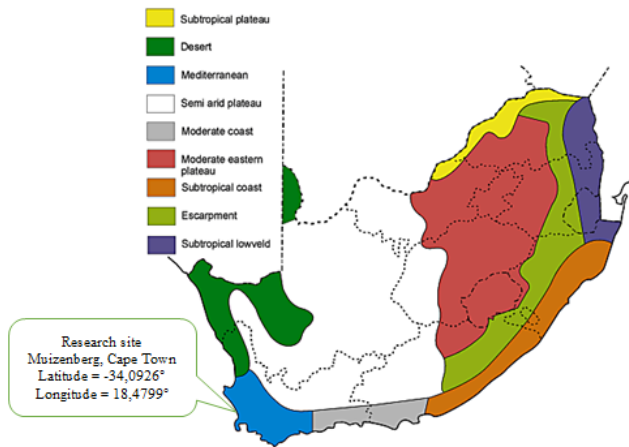 Subtropical plateau
Desert
Mediterranean
Semi arid plateau
Moderate coast
Moderate eastern
plateau
Subtropical coast
Escarpment
Subtropical lowveld
Research site
Muizenberg, Cape Town
Latitude = -34,0926°
Longitude = 18,4799°